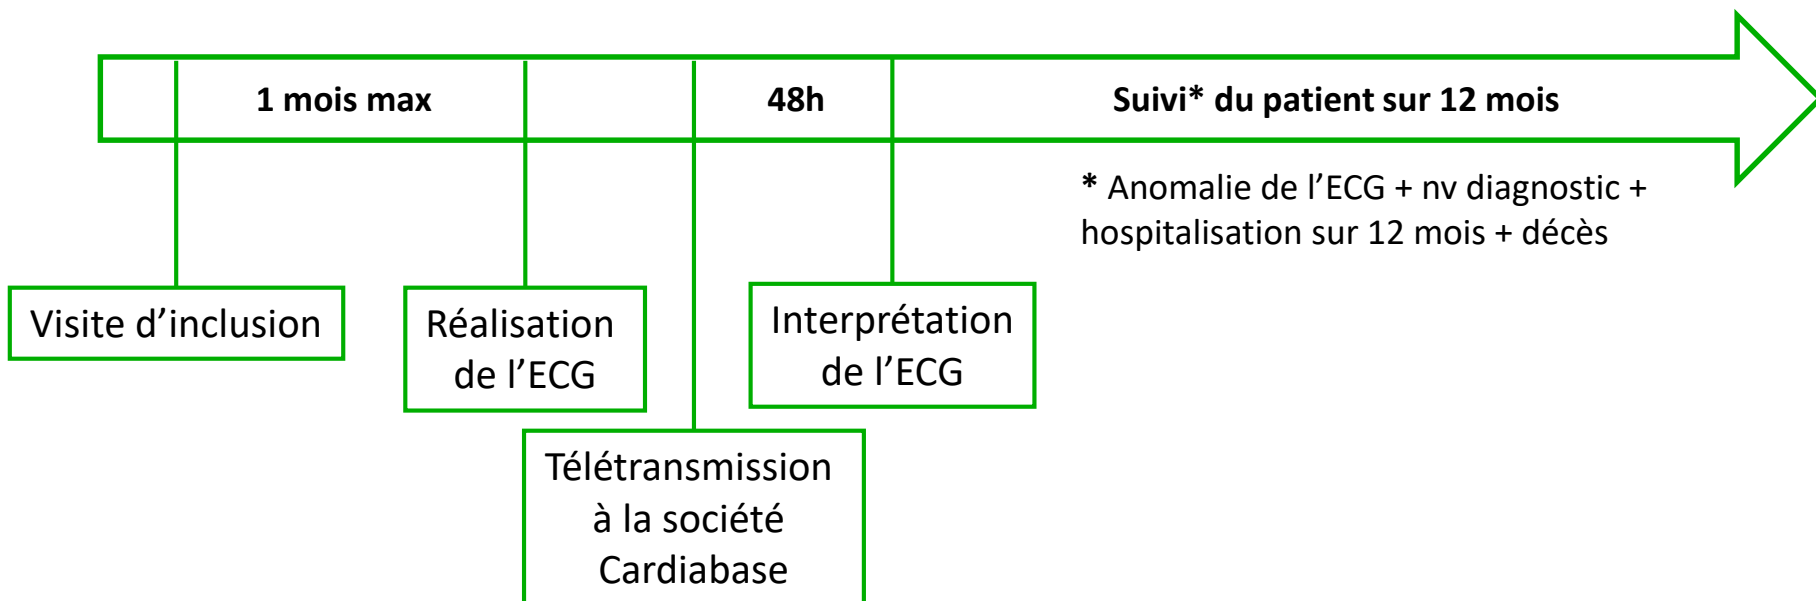 1 mois max
48h
Suivi* du patient sur 12 mois
* Anomalie de l’ECG + nv diagnostic +
hospitalisation sur 12 mois + décès
Visite d’inclusion
Réalisation
de l’ECG
Interprétation
de l’ECG
Télétransmission
à la société
Cardiabase